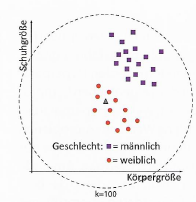 Schuhgröße
Geschlecht: = männlich
= weiblich
Körpergröße
k=100